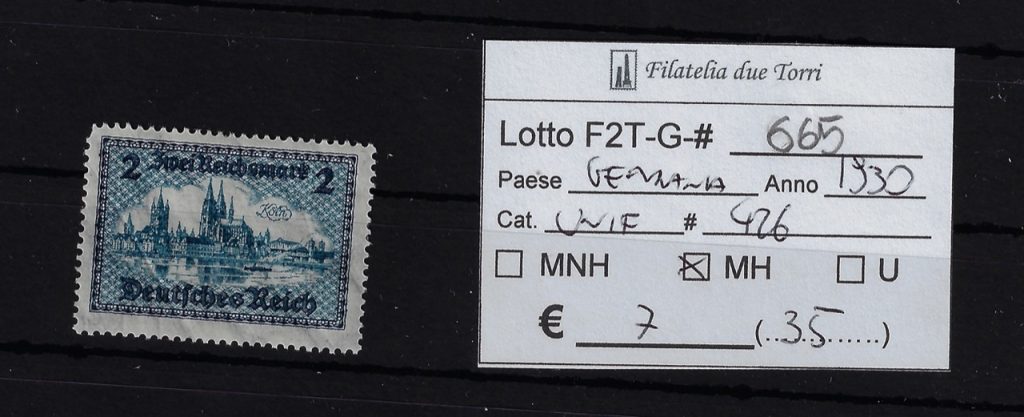 2 Zwei Reichsmark 2
Köln
Deutsches Reich
Filatelia due Torri
Lotto F2T-G-# 665
Paese GERMANIA Anno 1930
Cat. UNIF # 426
MNH MH U
€ 7 (.35......)